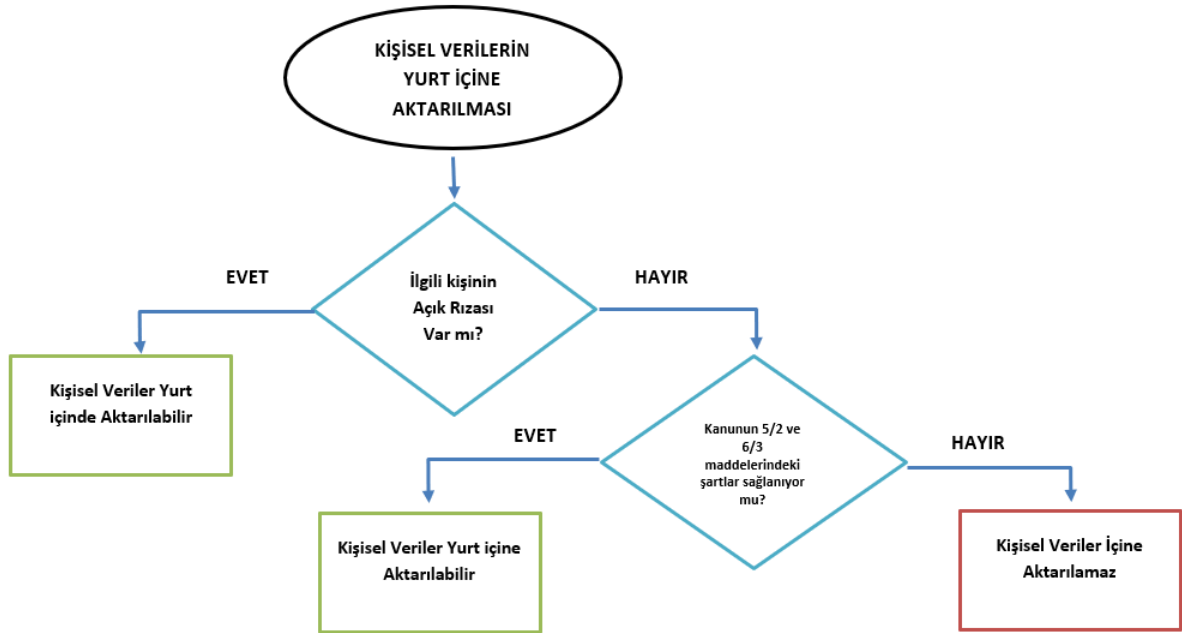 KİŞİSEL VERİLERİN
YURT İÇİNE
AKTARILMASI
EVET
İlgili kişinin
Açık Rızası
Var mı?
HAYIR
Kişisel Veriler Yurt
içinde Aktarılabilir
EVET
Kanunun 5/2 ve
6/3
maddelerindeki
şartlar sağlanıyor
mu?
HAYIR
Kişisel Veriler Yurt içine
Aktarılabilir
Kişisel Veriler İçine
Aktarılamaz